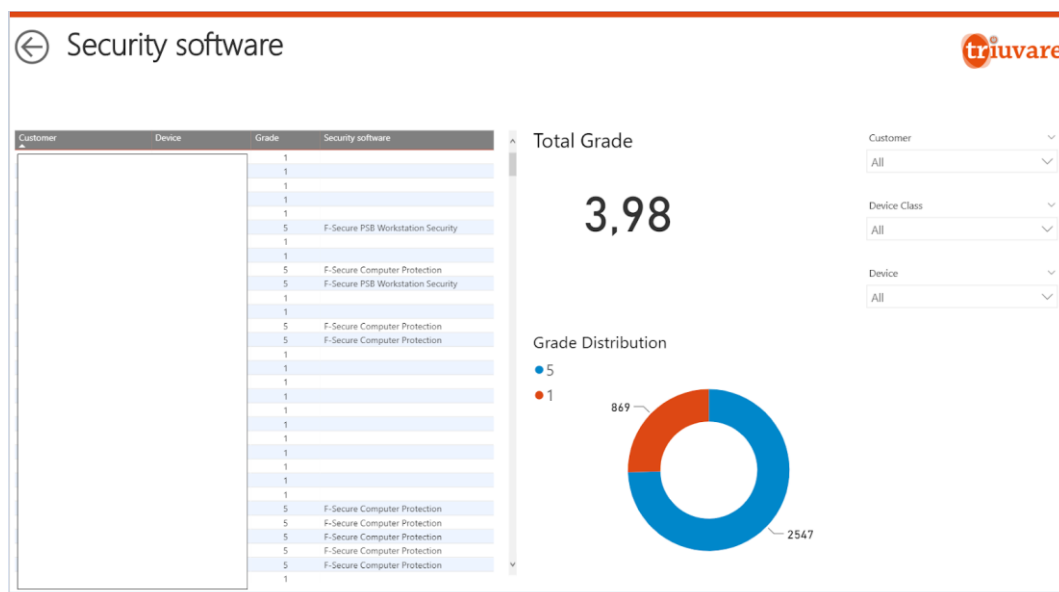 Security software
triuvare
Customer Device Grade Security software
1
1
1
1
1
5 F-Secure PSB Workstation Security
1
1
5 F-Secure Computer Protection
5 F-Secure PSB Workstation Security
1
1
5 F-Secure Computer Protection
5 F-Secure Computer Protection
1
1
1
1
1
1
1
1
1
1
1
5 F-Secure Computer Protection
5 F-Secure Computer Protection
5 F-Secure Computer Protection
5 F-Secure Computer Protection
5 F-Secure Computer Protection
1
Total Grade
3,98
Customer
All
Device Class
All
Device
All
Grade Distribution
5
1
869
2547